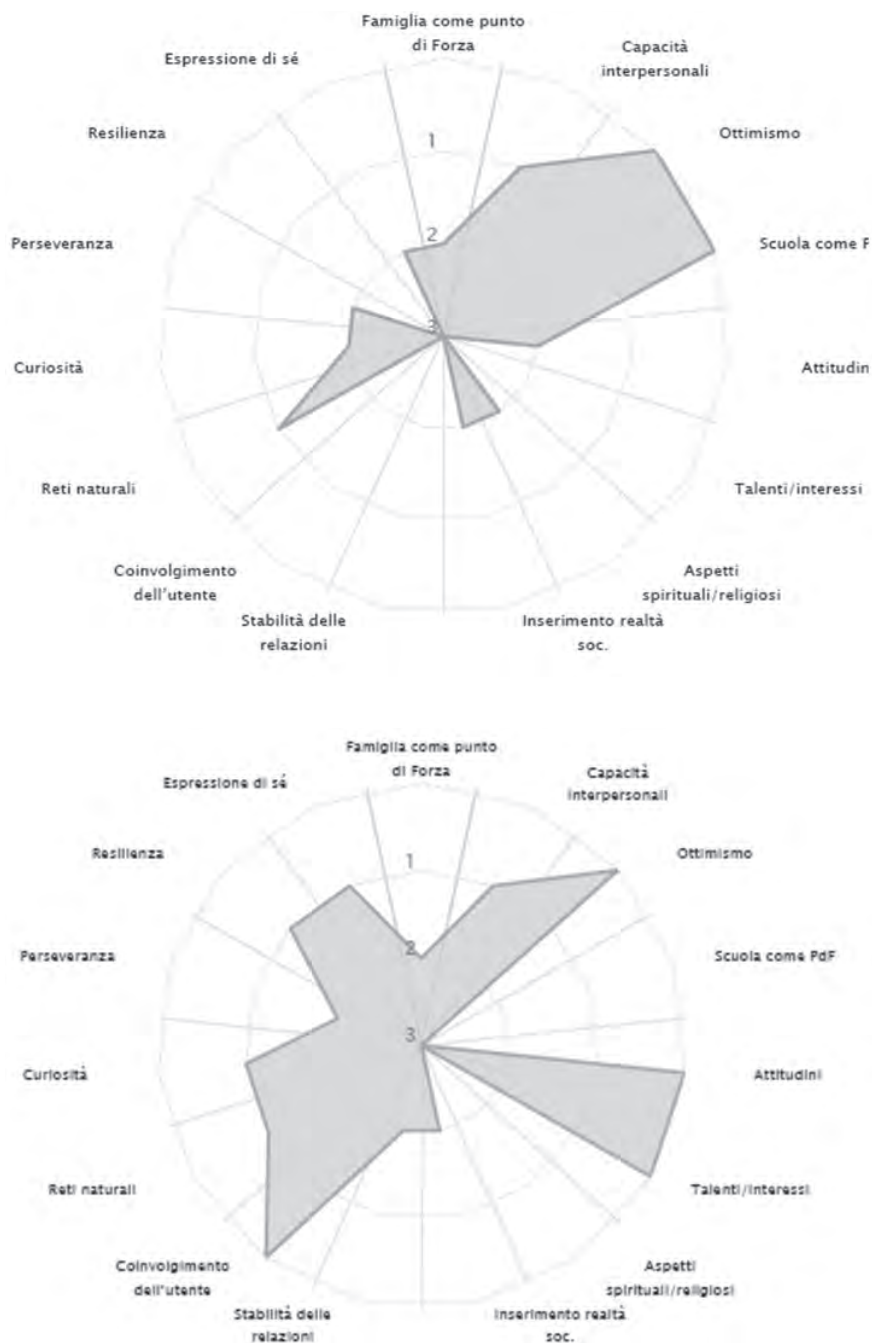 Famiglia come punto
di Forza
Capacità
interpersonali
Ottimismo
Scuola come P
Attitudin
Talenti/interessi
Aspetti
spirituali/religiosi
Inserimento realtà
soc.
Stabilità delle
relazioni
Coinvolgimento
dell'utente
Reti naturali
Curiosità
Perseveranza
Resilienza
Espressione di sé
1
2
3
Famiglia come punto
di Forza
Capacità
interpersonali
Ottimismo
Scuola come PdF
Attitudini
Talenti/interessi
Aspetti
spirituali/religiosi
Inserimento realtà
soc.
Stabilità delle
relazioni
Coinvolgimento
dell'utente
Reti naturali
Curiosità
Perseveranza
Resilienza
Espressione di sé
1
2
3